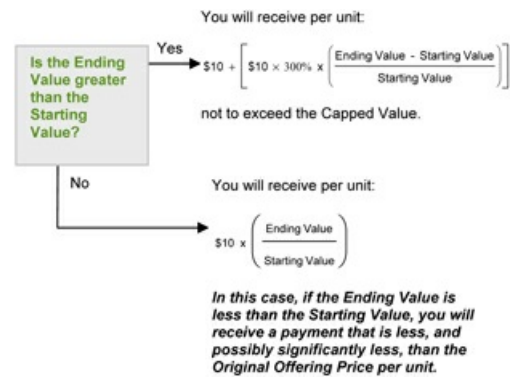 You will receive per unit:
Is the Ending
Value greater
than the
Starting
Value?
Yes
$10 + [ $10 × 300% x ( Ending Value - Starting Value
Starting Value ) ]
not to exceed the Capped Value.
No
You will receive per unit:
$10 x ( Ending Value
Starting Value )
In this case, if the Ending Value is
less than the Starting Value, you will
receive a payment that is less, and
possibly significantly less, than the
Original Offering Price per unit.